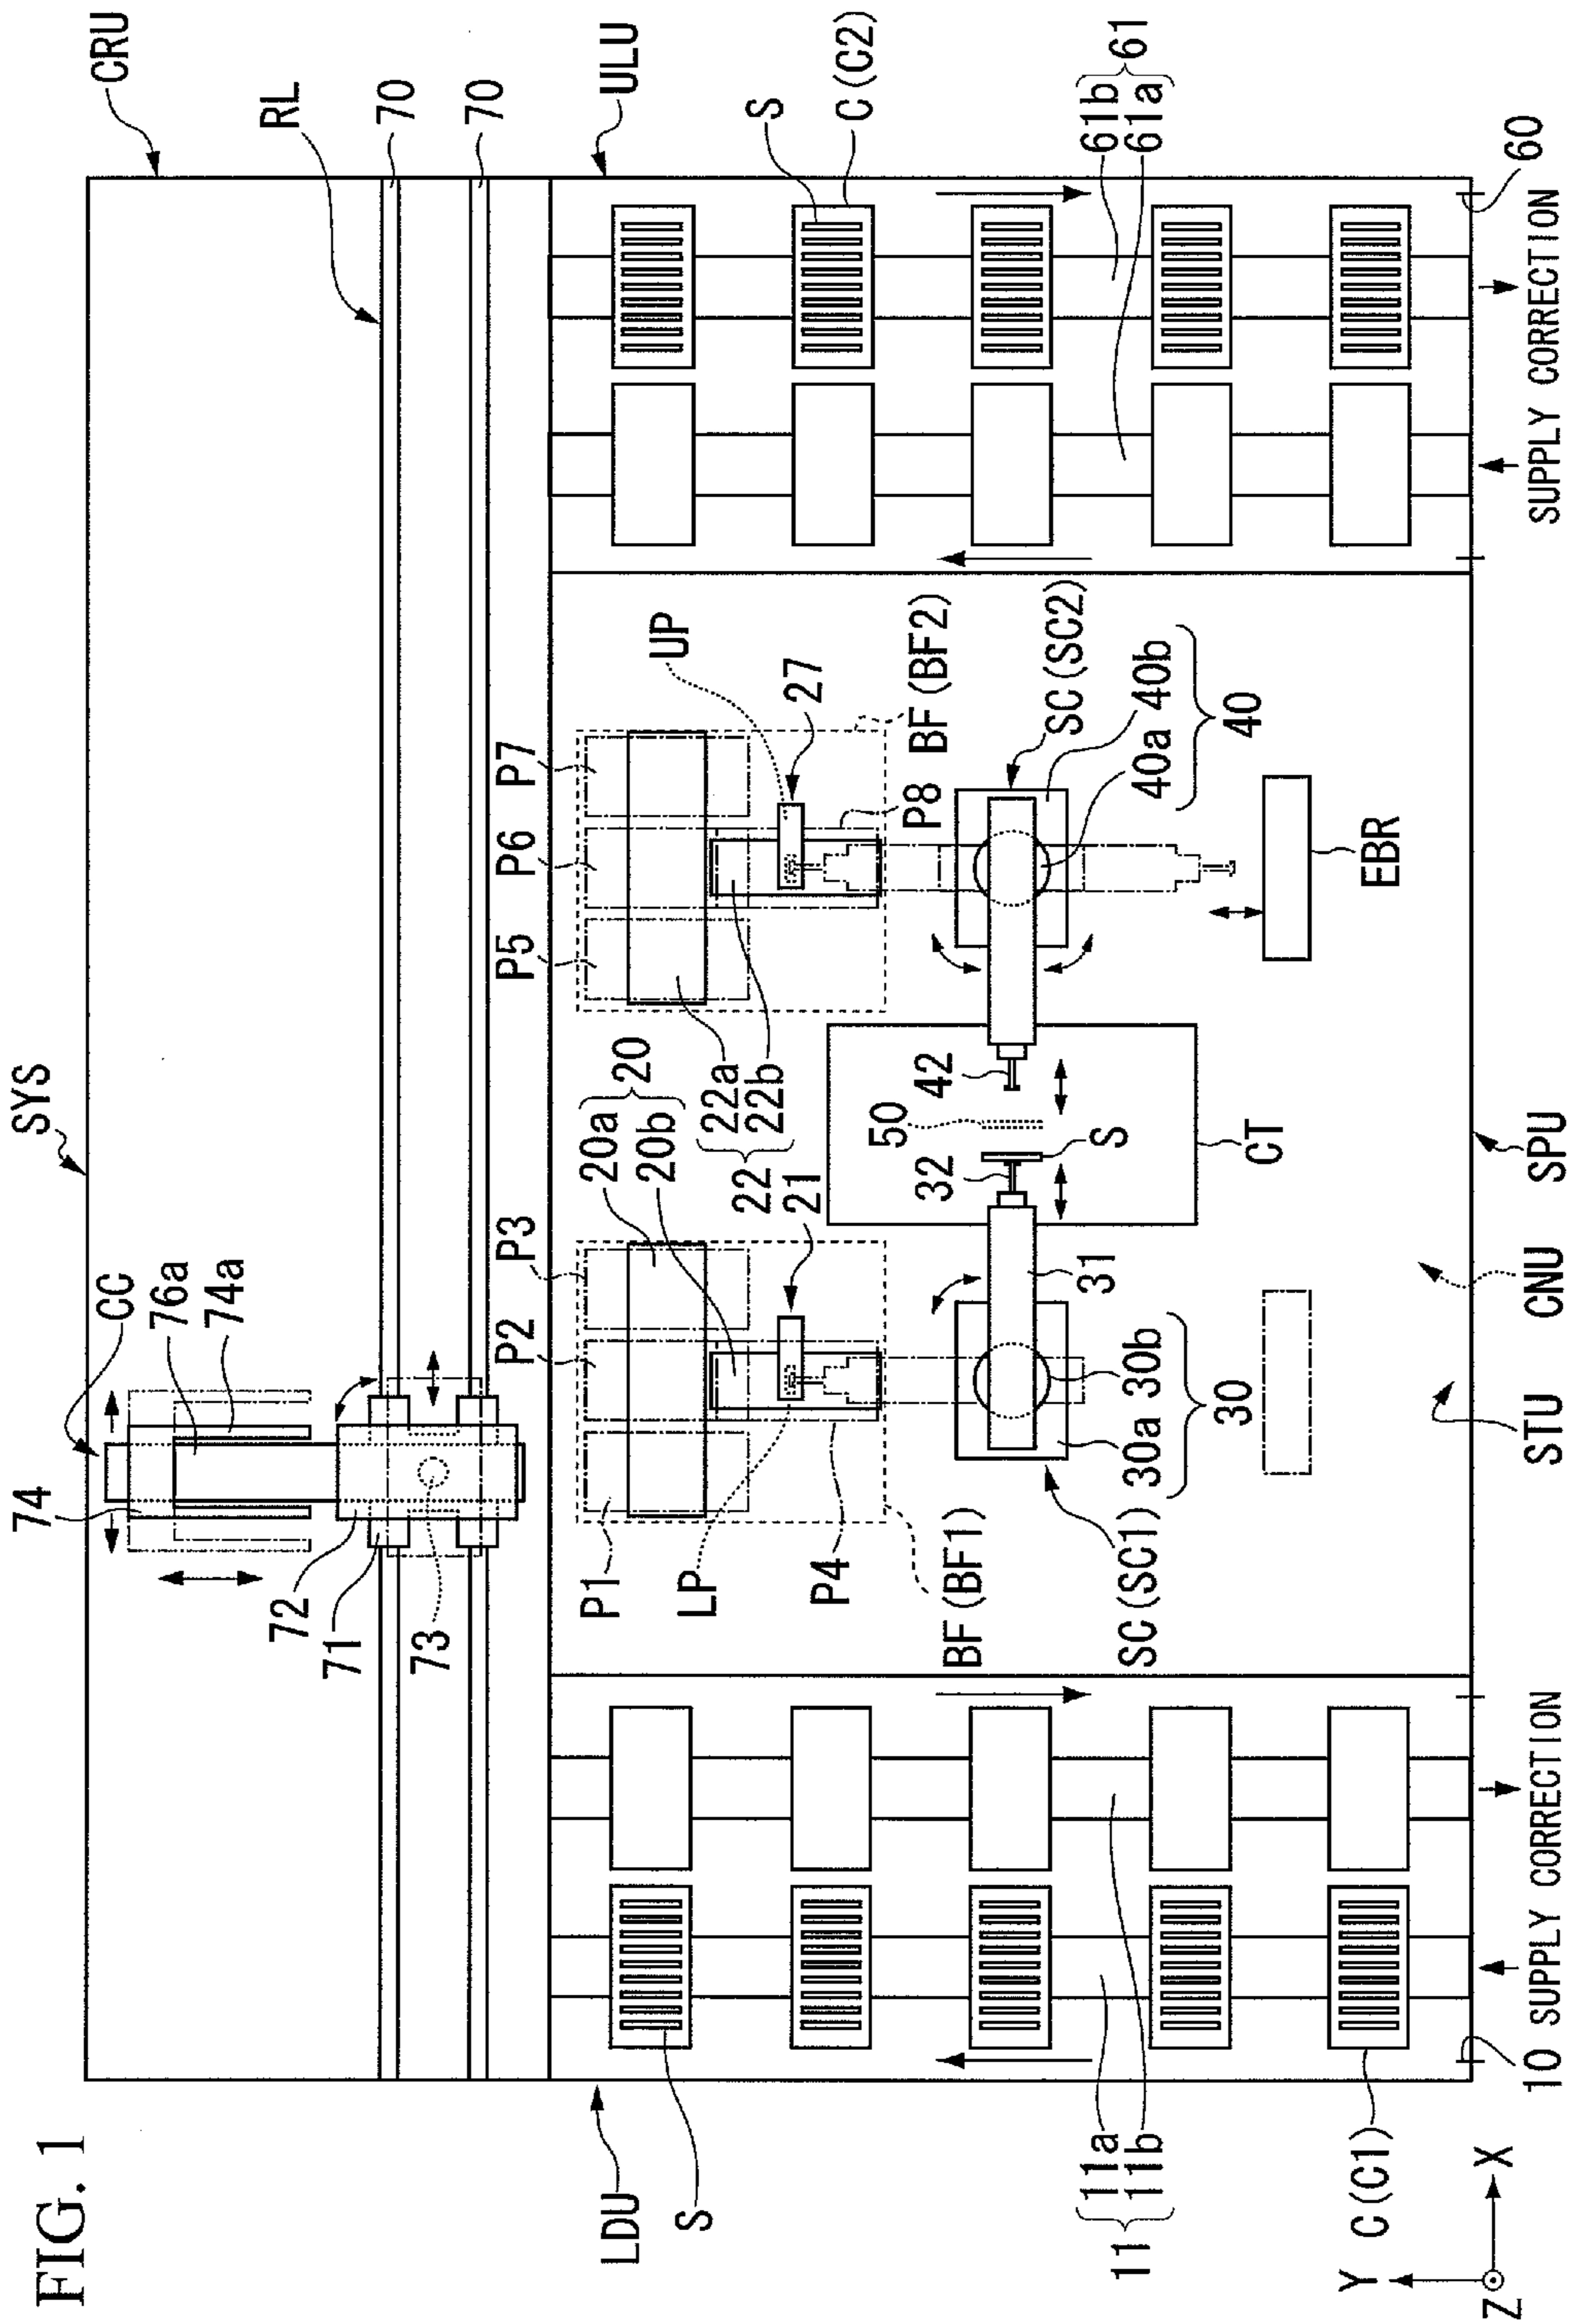 FIG. 1
SYS
CRU
CC
76a
74a
74
RL
70
70
72
71
73
ULU
LDU
S
P1
P2
P3
20a
20b
20
P5
P6
P7
UP
S
C(C2)
LP
P4
21
22
22a
22b
27
BF(BF2)
P8
61b
61a
61
BF(BF1)
SC(SC1)
30a
30b
30
31
32
S
50
42
CT
SC(SC2)
40a
40b
40
EBR
11
11a
11b
C(C1)
10
SUPPLY CORRECTION
STU
CNU
SPU
SUPPLY CORRECTION
60
Y
X
Z